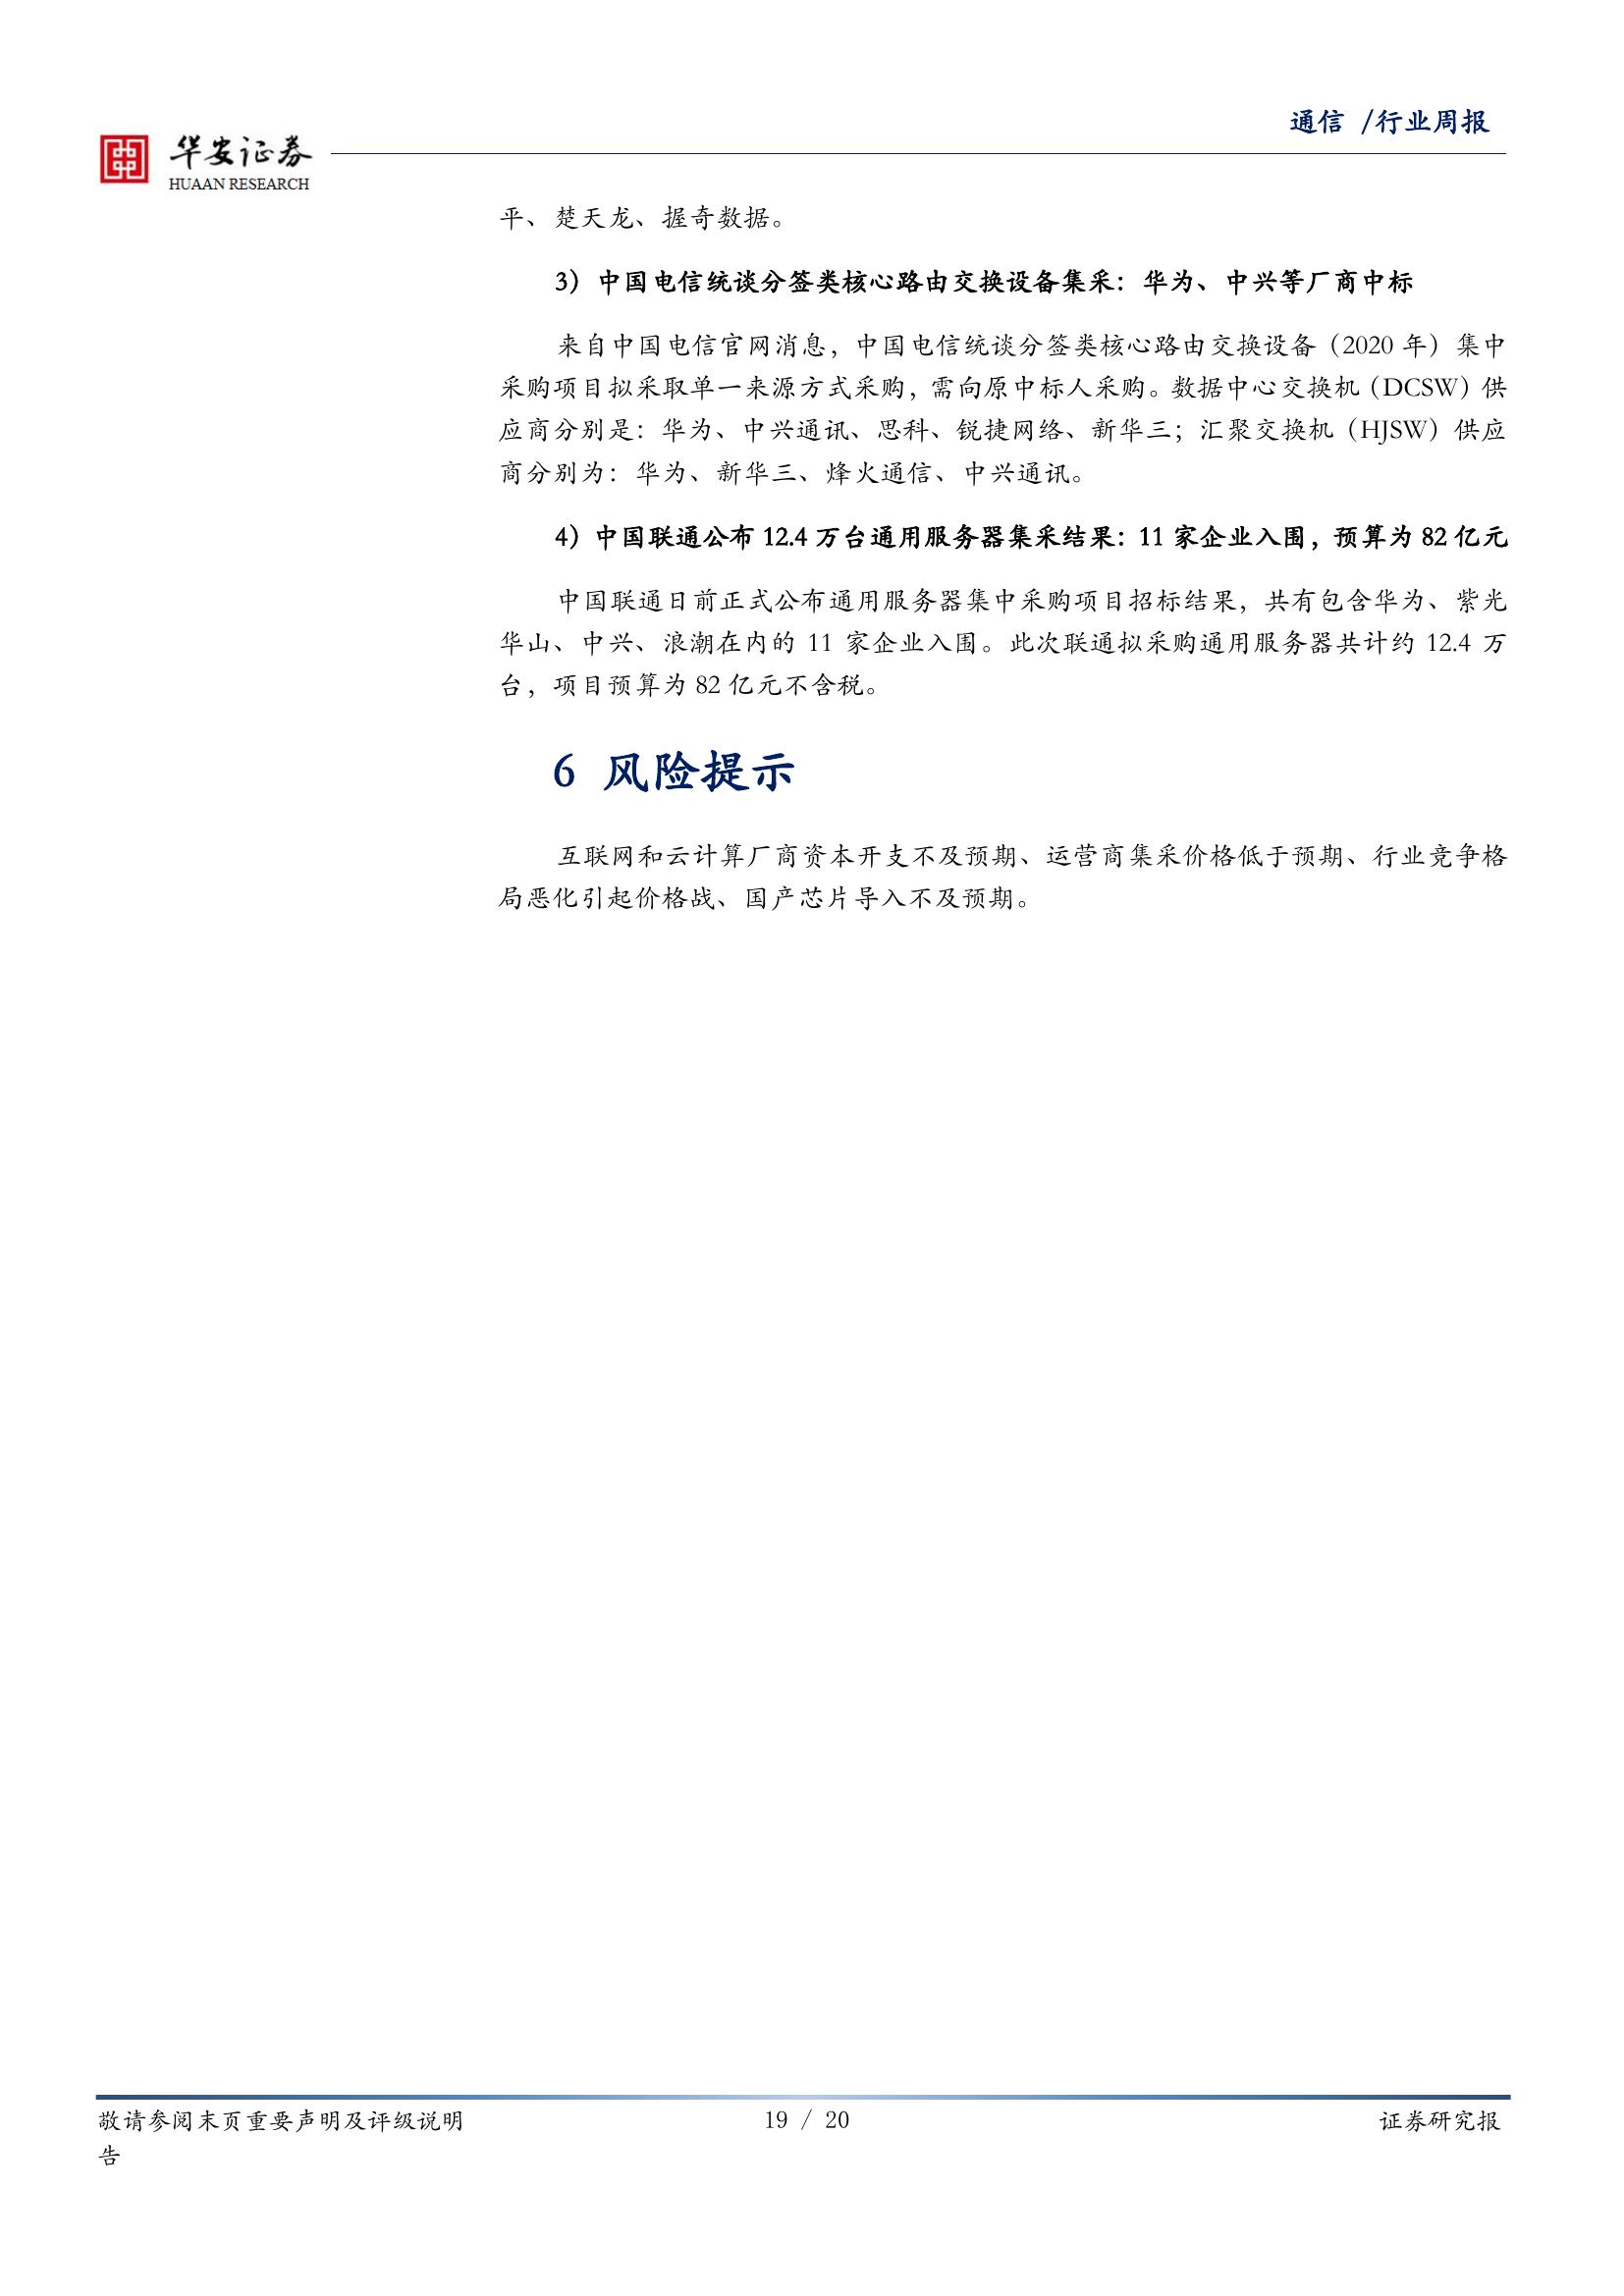 通信 /行业周报
华安证券
HUAAN RESEARCH
平、楚天龙、握奇数据。
3）中国电信统谈分签类核心路由交换设备集采：华为、中兴等厂商中标
来自中国电信官网消息，中国电信统谈分签类核心路由交换设备（2020 年）集中
采购项目拟采取单一来源方式采购，需向原中标人采购。数据中心交换机（DCSW）供
应商分别是：华为、中兴通讯、思科、锐捷网络、新华三；汇聚交换机（HJSW）供应
商分别为：华为、新华三、烽火通信、中兴通讯。
4）中国联通公布 12.4 万台通用服务器集采结果：11 家企业入围，预算为 82 亿元
中国联通日前正式公布通用服务器集中采购项目招标结果，共有包含华为、紫光
华山、中兴、浪潮在内的 11 家企业入围。此次联通拟采购通用服务器共计约 12.4 万
台，项目预算为 82 亿元不含税。
6 风险提示
互联网和云计算厂商资本开支不及预期、运营商集采价格低于预期、行业竞争格
局恶化引起价格战、国产芯片导入不及预期。
敬请参阅末页重要声明及评级说明 19 / 20 证券研究报
告